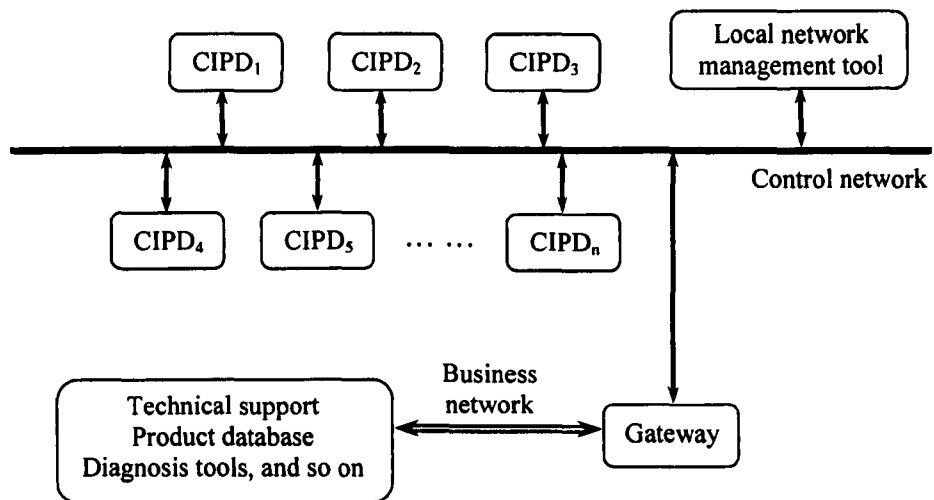 CIPD₁
CIPD₂
CIPD₃
Local network
management tool
Control network
CIPD₄
CIPD₅
... ...
CIPDₙ
Business
network
Technical support
Product database
Diagnosis tools, and so on
Gateway